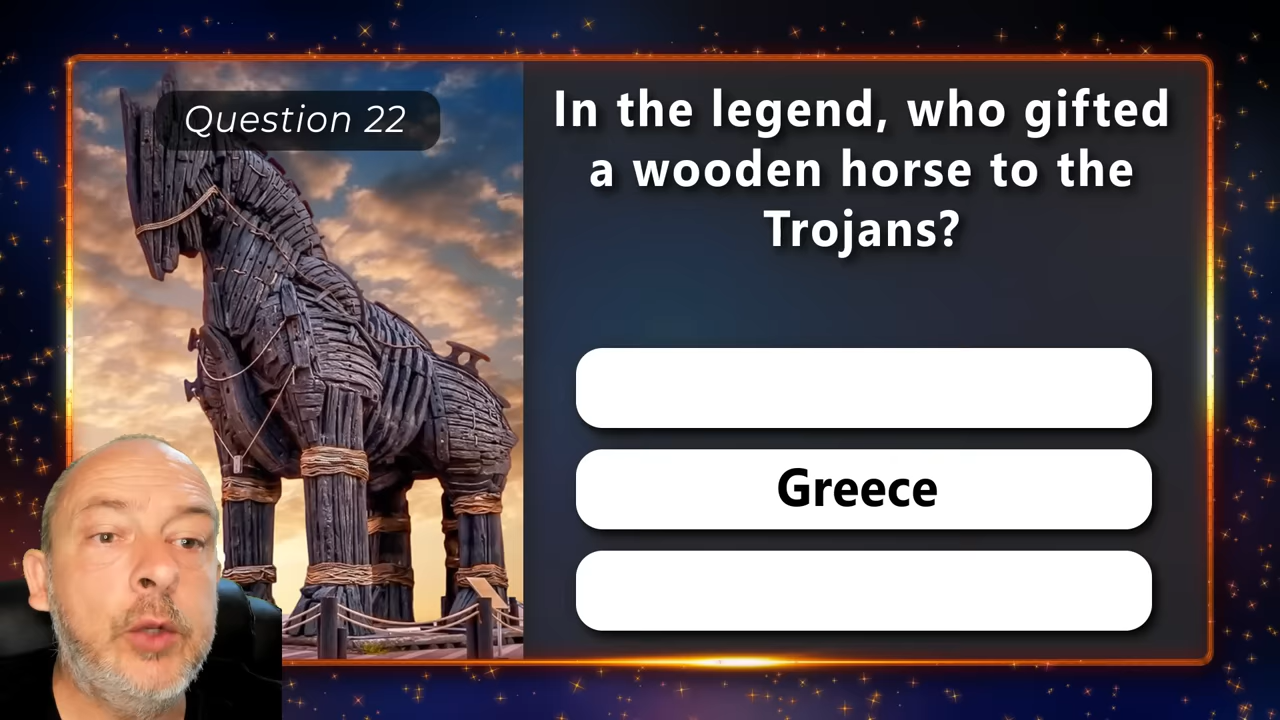 Question 22
In the legend, who gifted
a wooden horse to the
Trojans?
Greece